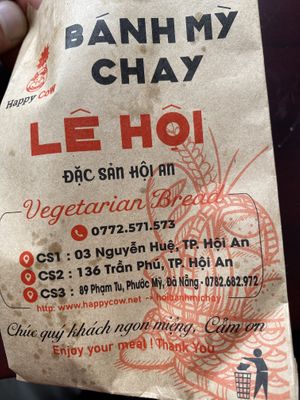 BÁNH MỲ
CHAY
Happy Cow
LÊ HỘI
ĐẶC SẢN HỘI AN
Vegetarian Bread
0772.571.573
CS1 : 03 Nguyễn Huệ, TP. Hội An
CS2 : 136 Trần Phú, TP. Hội An
CS3 : 89 Phạm Tu, Phước Mỹ, Đà Nẵng - 0782.682.972
http: www.happycow.net -- hoianhmichay
Chúc quý khách ngon miệng, Cảm ơn
Enjoy your meal ! Thank You